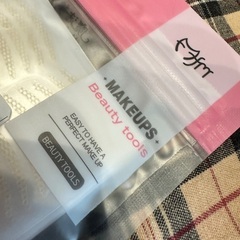 · MAKEUPS ·
Beauty tools
EASY TO HAVE A
PERFECT MAKE UP
BEAUTY TOOLS